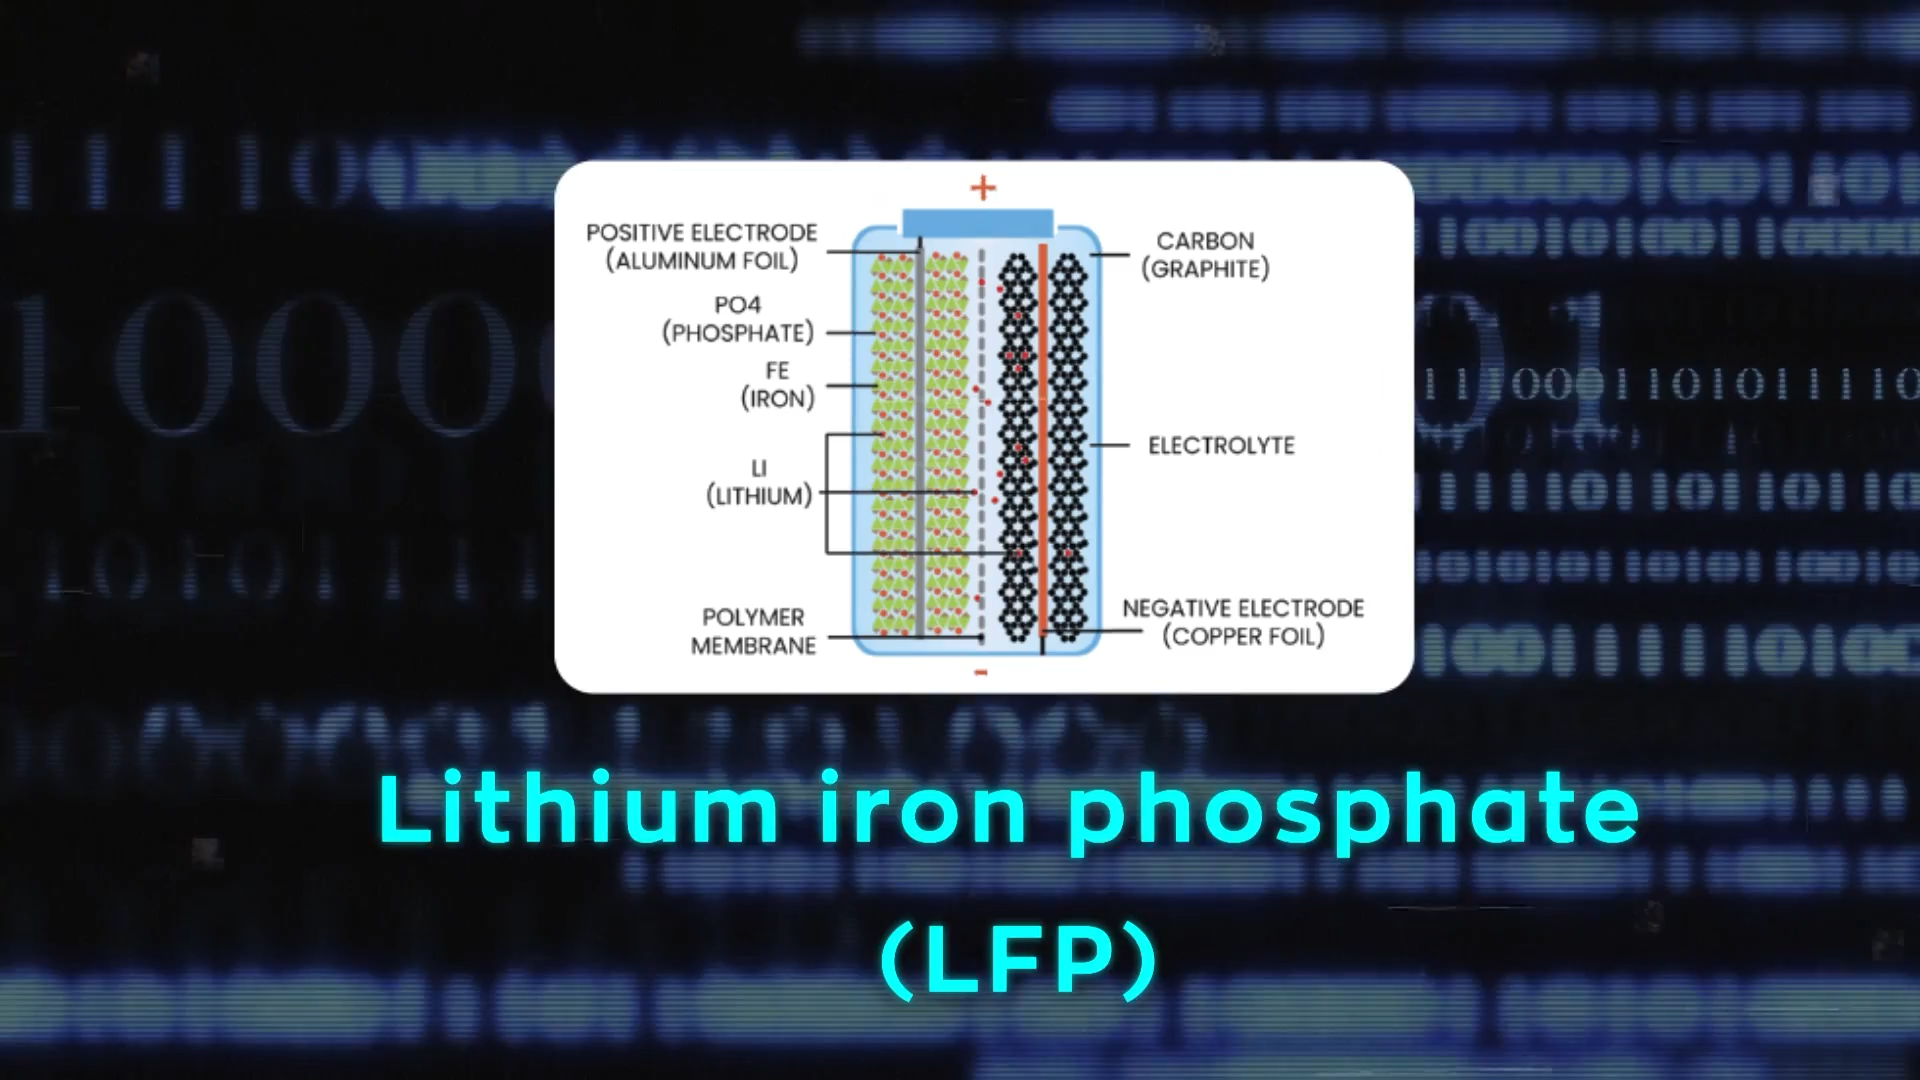 +
POSITIVE ELECTRODE
(ALUMINUM FOIL)
PO4
(PHOSPHATE)
FE
(IRON)
LI
(LITHIUM)
POLYMER
MEMBRANE
CARBON
(GRAPHITE)
ELECTROLYTE
NEGATIVE ELECTRODE
(COPPER FOIL)
-
Lithium iron phosphate
(LFP)